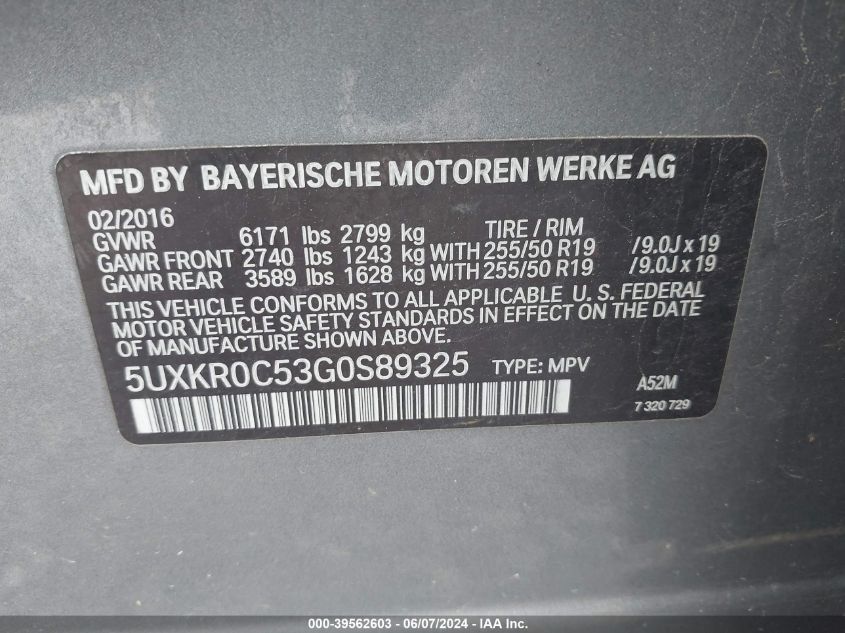 MFD BY BAYERISCHE MOTOREN WERKE AG
02/2016 TIRE / RIM
GVWR 6171 lbs 2799 kg
GAWR FRONT 2740 lbs 1243 kg WITH 255/50 R19 /9.0J x 19
GAWR REAR 3589 lbs 1628 kg WITH 255/50 R19 /9.0J x 19
THIS VEHICLE CONFORMS TO ALL APPLICABLE U. S. FEDERAL
MOTOR VEHICLE SAFETY STANDARDS IN EFFECT ON THE DATE
OF MANUFACTURE SHOWN ABOVE.
5UXKR0C53G0S89325 TYPE: MPV
A52M
7 320 729
000-39562603 - 06/07/2024 - IAA Inc.